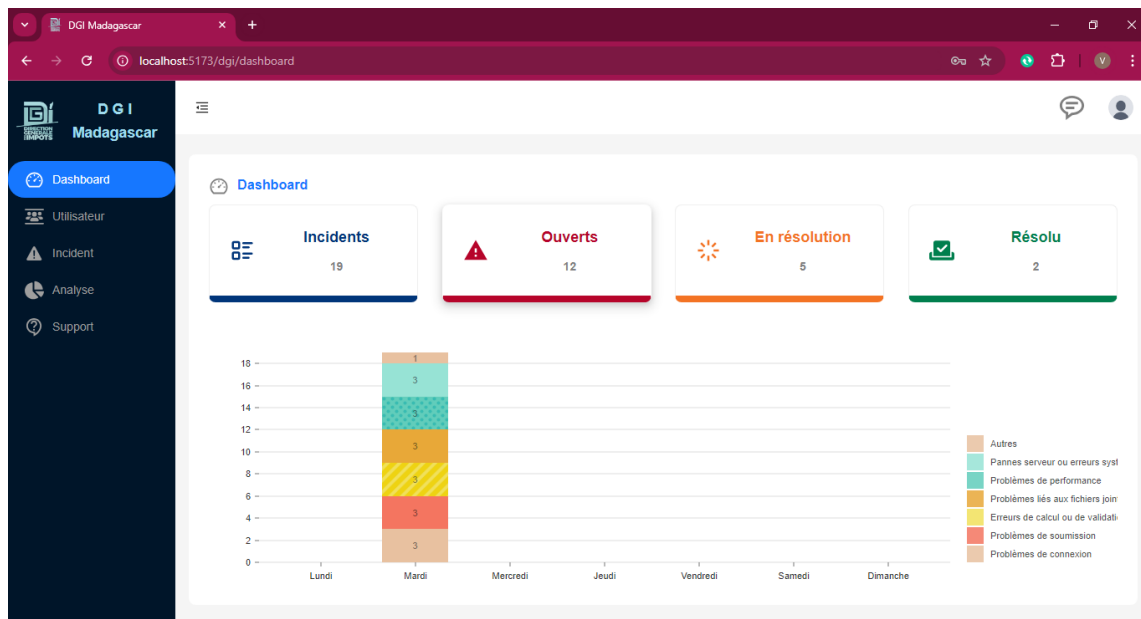 DGI Madagascar
localhost:5173/dgi/dashboard
V
DGi
DIRECTION
GENERALE
IMPOTS
D G I
Madagascar
Dashboard
Utilisateur
Incident
Analyse
Support
Dashboard
Incidents
19
Ouverts
12
En résolution
5
Résolu
2
18
16
14
12
10
8
6
4
2
0
1
3
3
3
3
3
3
Lundi
Mardi
Mercredi
Jeudi
Vendredi
Samedi
Dimanche
Autres
Pannes serveur ou erreurs syst
Problèmes de performance
Problèmes liés aux fichiers join
Erreurs de calcul ou de validati
Problèmes de soumission
Problèmes de connexion